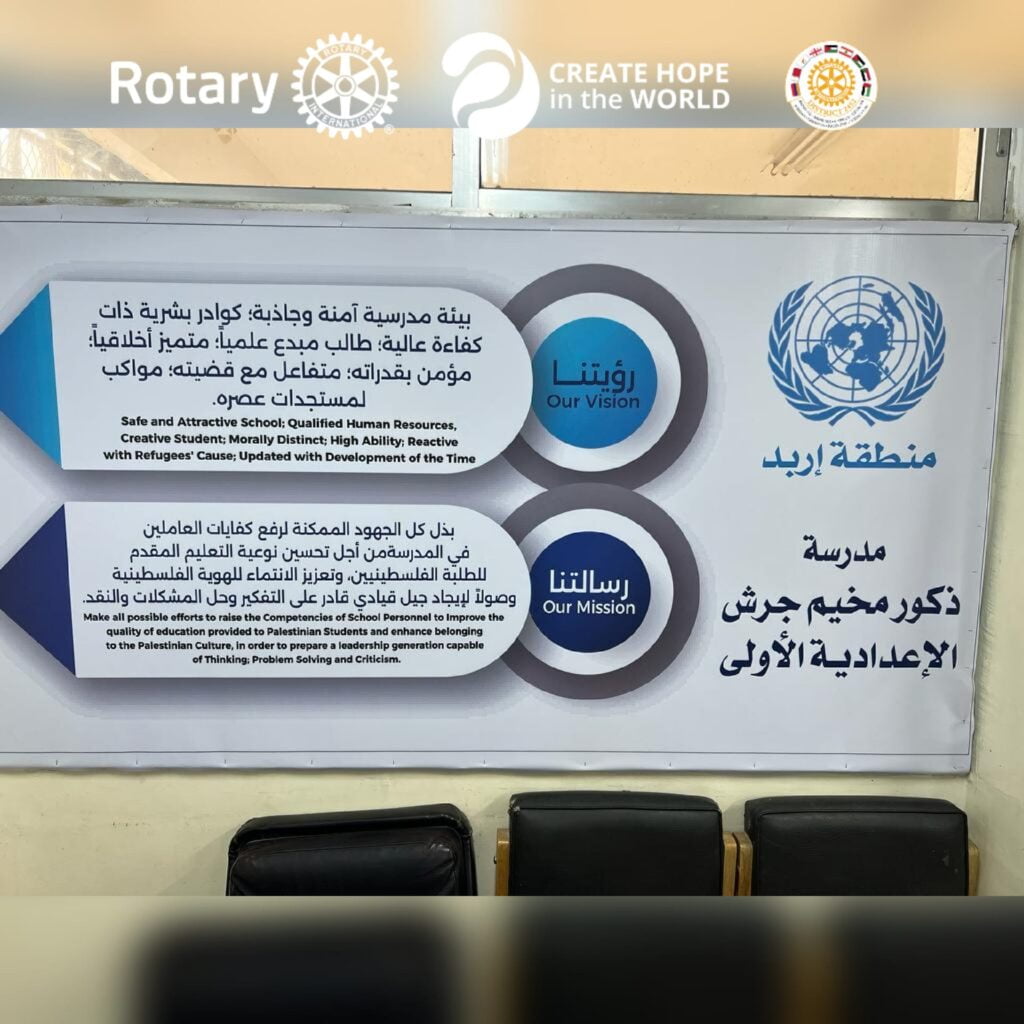 Rotary
ROTARY
INTERNATIONAL
CREATE HOPE
in the WORLD
بيئة مدرسية آمنة وجاذبة؛ كوادر بشرية ذات
كفاءة عالية؛ طالب مبدع علمياً؛ متميز أخلاقياً؛
مؤمن بقدراته؛ متفاعل مع قضيته؛ مواكب
لمستجدات عصره.
Safe and Attractive School; Qualified Human Resources,
Creative Student; Morally Distinct; High Ability; Reactive
with Refugees' Cause; Updated with Development of the Time
رؤيتنا
Our Vision
منطقة إربد
بذل كل الجهود الممكنة لرفع كفايات العاملين
في المدرسةمن أجل تحسين نوعية التعليم المقدم
للطلبة الفلسطينيين، وتعزيز الانتماء للهوية الفلسطينية
وصولاً لإيجاد جيل قيادي قادر على التفكير وحل المشكلات والنقد.
Make all possible efforts to raise the Competencies of School Personnel to Improve the
quality of education provided to Palestinian Students and enhance belonging
to the Palestinian Culture, in order to prepare a leadership generation capable
of Thinking; Problem Solving and Criticism.
رسالتنا
Our Mission
مدرسة
ذكور مخيم جرش
الإعدادية الأولى